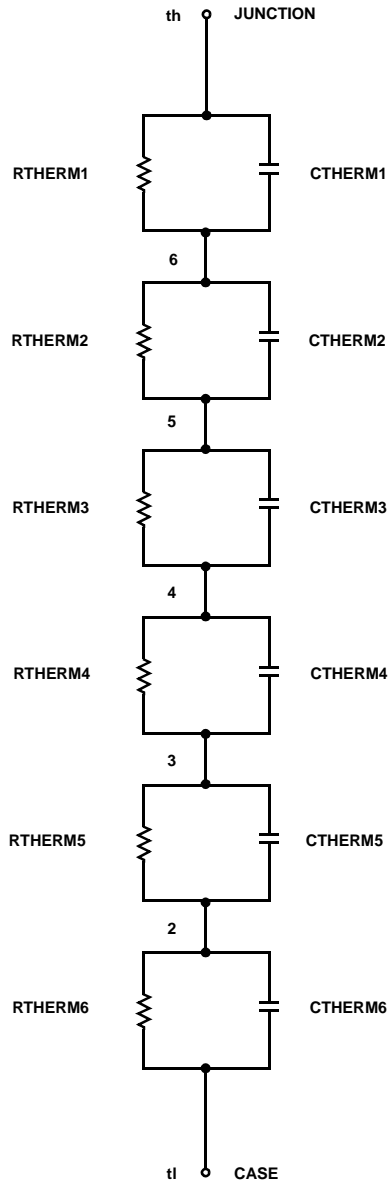 th JUNCTION
RTHERM1 CTHERM1
6
RTHERM2 CTHERM2
5
RTHERM3 CTHERM3
4
RTHERM4 CTHERM4
3
RTHERM5 CTHERM5
2
RTHERM6 CTHERM6
tl CASE